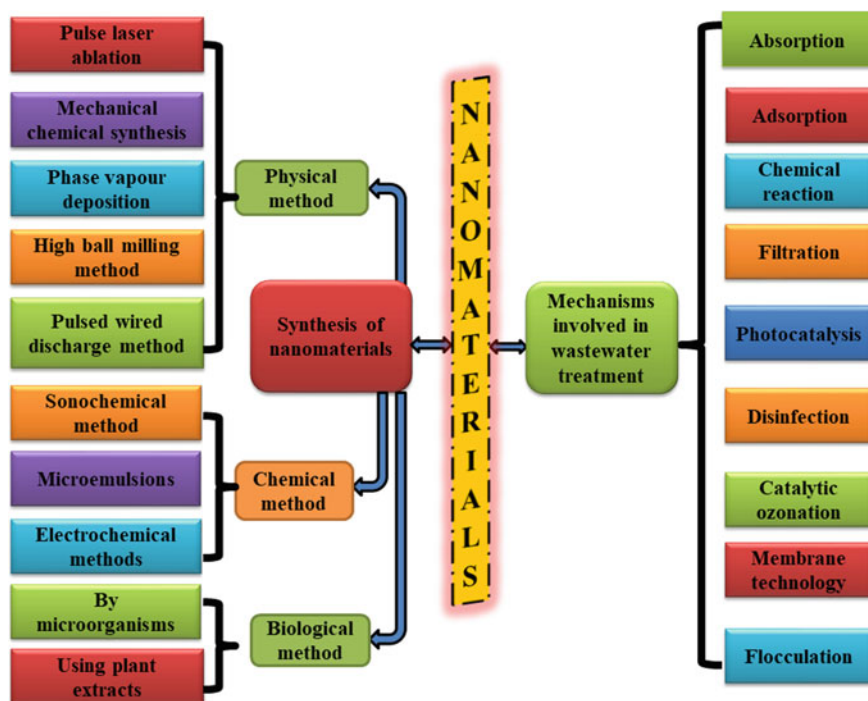 Pulse laser
ablation
Mechanical
chemical synthesis
Phase vapour
deposition
High ball milling
method
Pulsed wired
discharge method
Physical
method
Sonochemical
method
Microemulsions
Electrochemical
methods
Chemical
method
By
microorganisms
Using plant
extracts
Biological
method
Synthesis of
nanomaterials
NANOMATERIALS
Mechanisms
involved in
wastewater
treatment
Absorption
Adsorption
Chemical
reaction
Filtration
Photocatalysis
Disinfection
Catalytic
ozonation
Membrane
technology
Flocculation